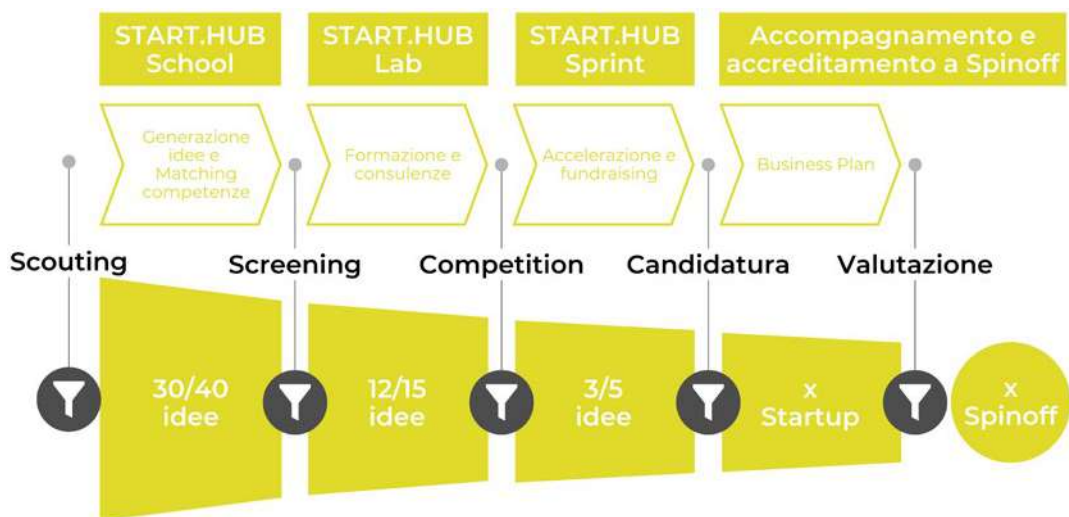 START.HUB
School
START.HUB
Lab
START.HUB
Sprint
Accompagnamento e
accreditamento a Spinoff
Generazione
idee e
Matching
competenze
Formazione e
consulenze
Accelerazione e
fundraising
Business Plan
Scouting
Screening
Competition
Candidatura
Valutazione
30/40
idee
12/15
idee
3/5
idee
x
Startup
x
Spinoff